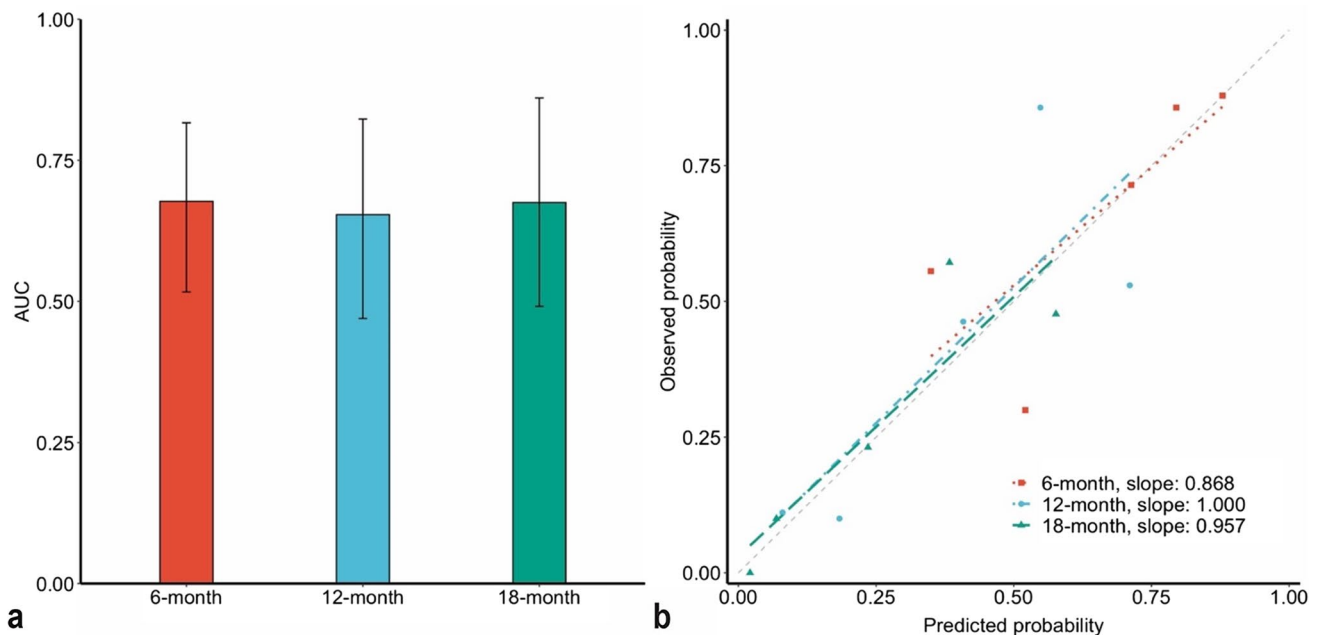 1.00
0.75
0.50
0.25
0.00
AUC
6-month
12-month
18-month
a
1.00
0.75
0.50
0.25
0.00
Observed probability
6-month, slope: 0.868
12-month, slope: 1.000
18-month, slope: 0.957
0.00
0.25
0.50
0.75
1.00
Predicted probability
b